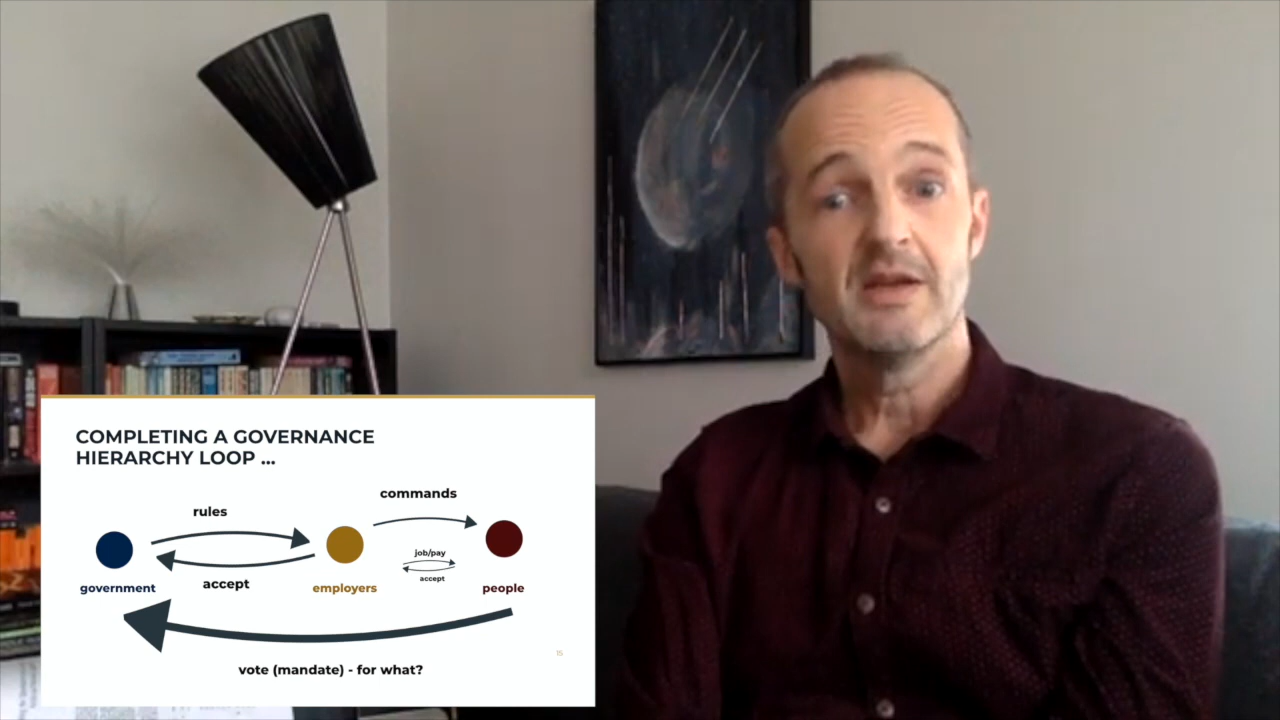 COMPLETING A GOVERNANCE
HIERARCHY LOOP ...
commands
rules
job/pay
accept
accept
government
employers
people
15
vote (mandate) - for what?